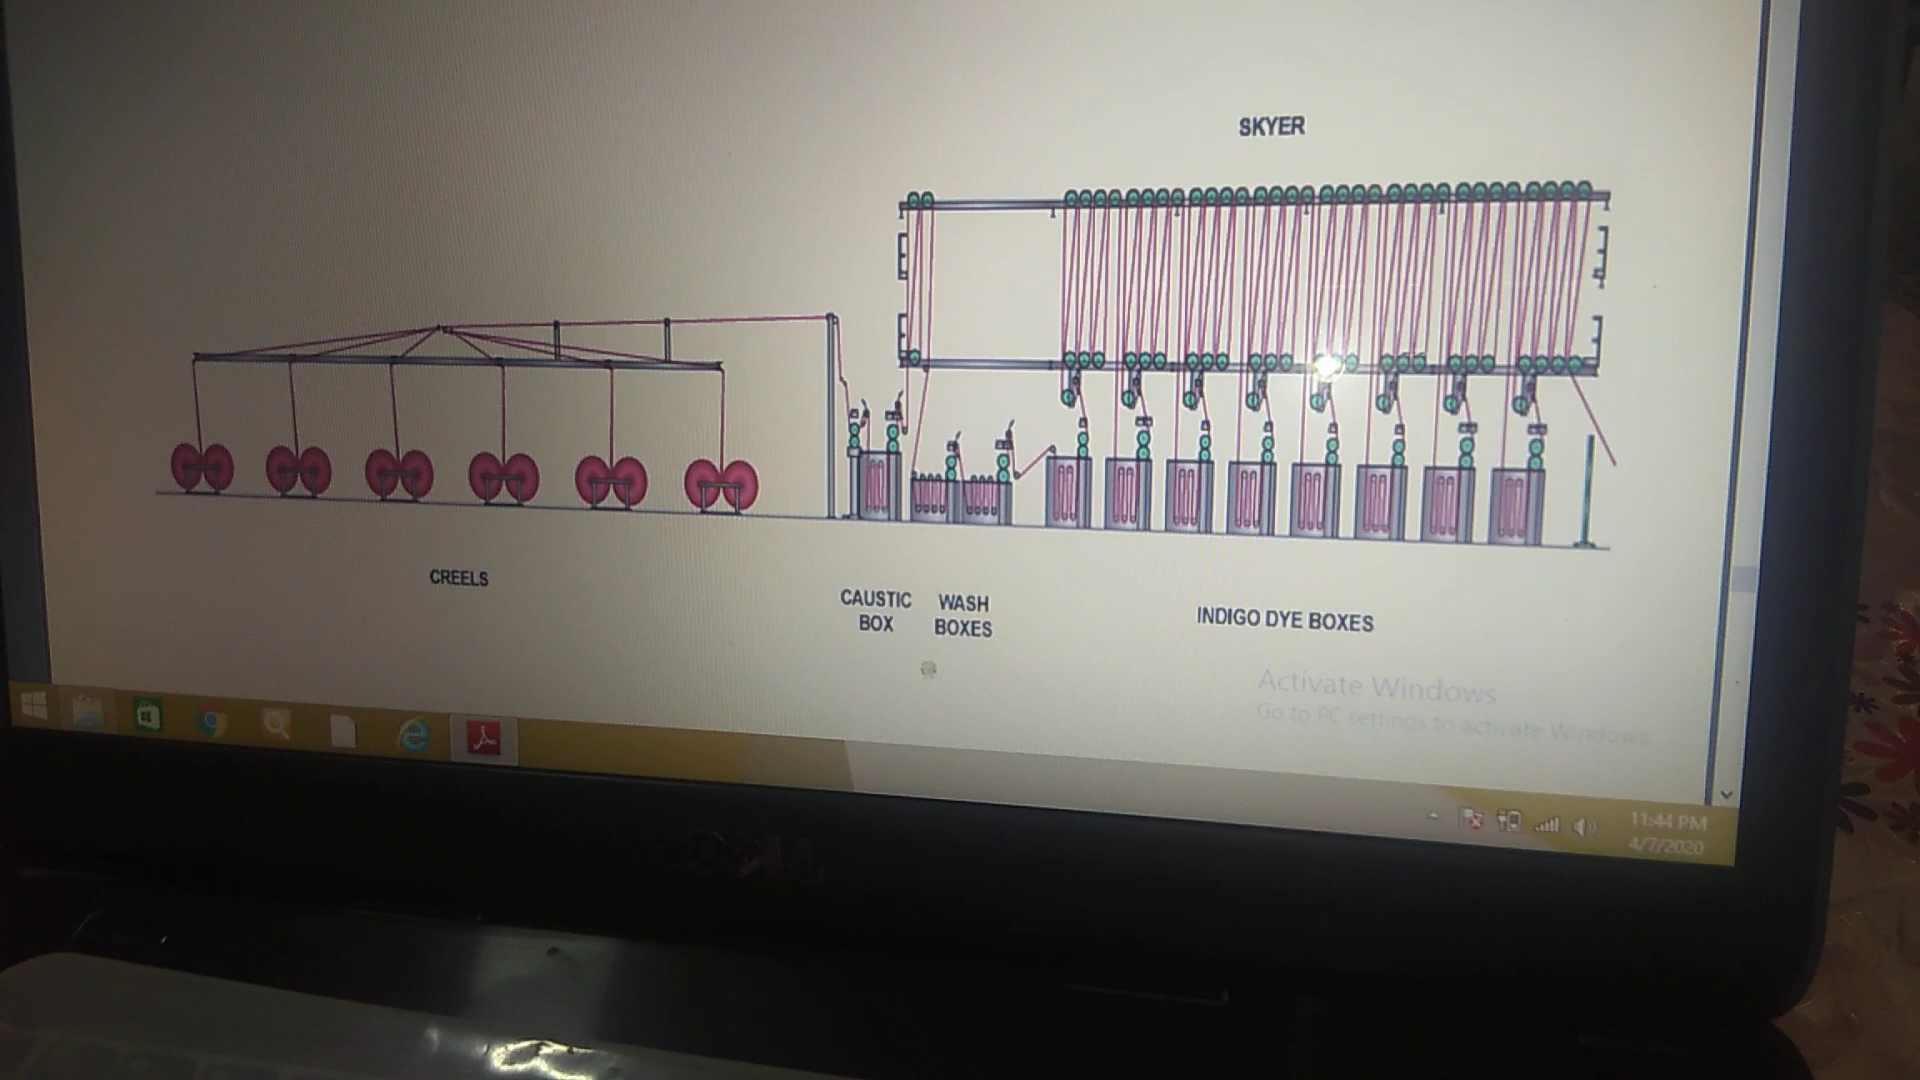 SKYER
CREELS
CAUSTIC
BOX
WASH
BOXES
INDIGO DYE BOXES
Activate Windows
Go to PC settings to activate Windows
11:44 PM
4/7/2020
DELL